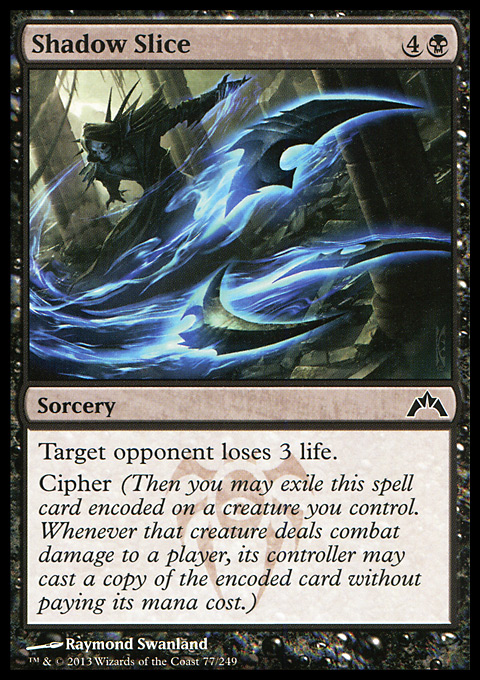 Shadow Slice 4
Sorcery
Target opponent loses 3 life.
Cipher (Then you may exile this spell
card encoded on a creature you control.
Whenever that creature deals combat
damage to a player, its controller may
cast a copy of the encoded card without
paying its mana cost.)
Raymond Swanland
™ & © 2013 Wizards of the Coast 77/249